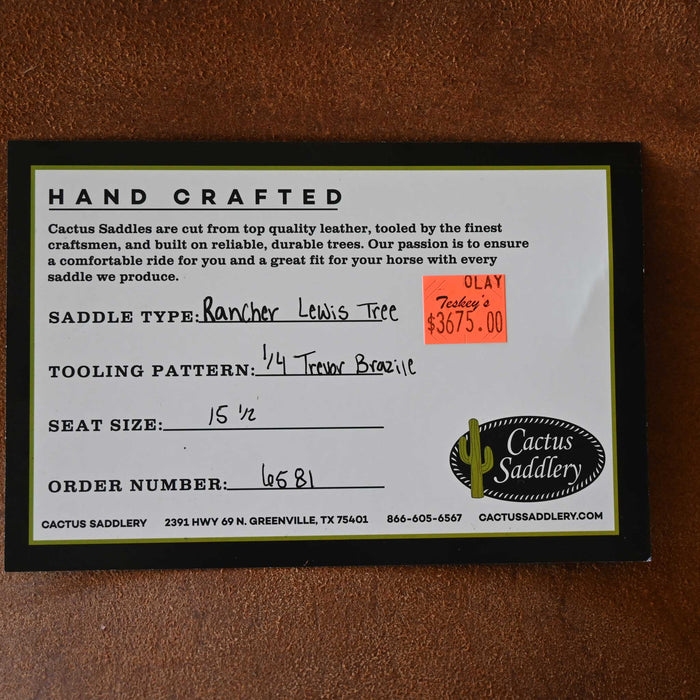 HAND CRAFTED
Cactus Saddles are cut from top quality leather, tooled by the finest
craftsmen, and built on reliable, durable trees. Our passion is to ensure
a comfortable ride for you and a great fit for your horse with every
saddle we produce.
OLAY
Teskey's
$3675.00
SADDLE TYPE: Rancher Lewis Tree
TOOLING PATTERN: 1/4 Trevor Brazile
SEAT SIZE: 15 1/2
ORDER NUMBER: 6581
Cactus
Saddlery
CACTUS SADDLERY 2391 HWY 69 N. GREENVILLE, TX 75401 866-605-6567 CACTUSSADDLERY.COM